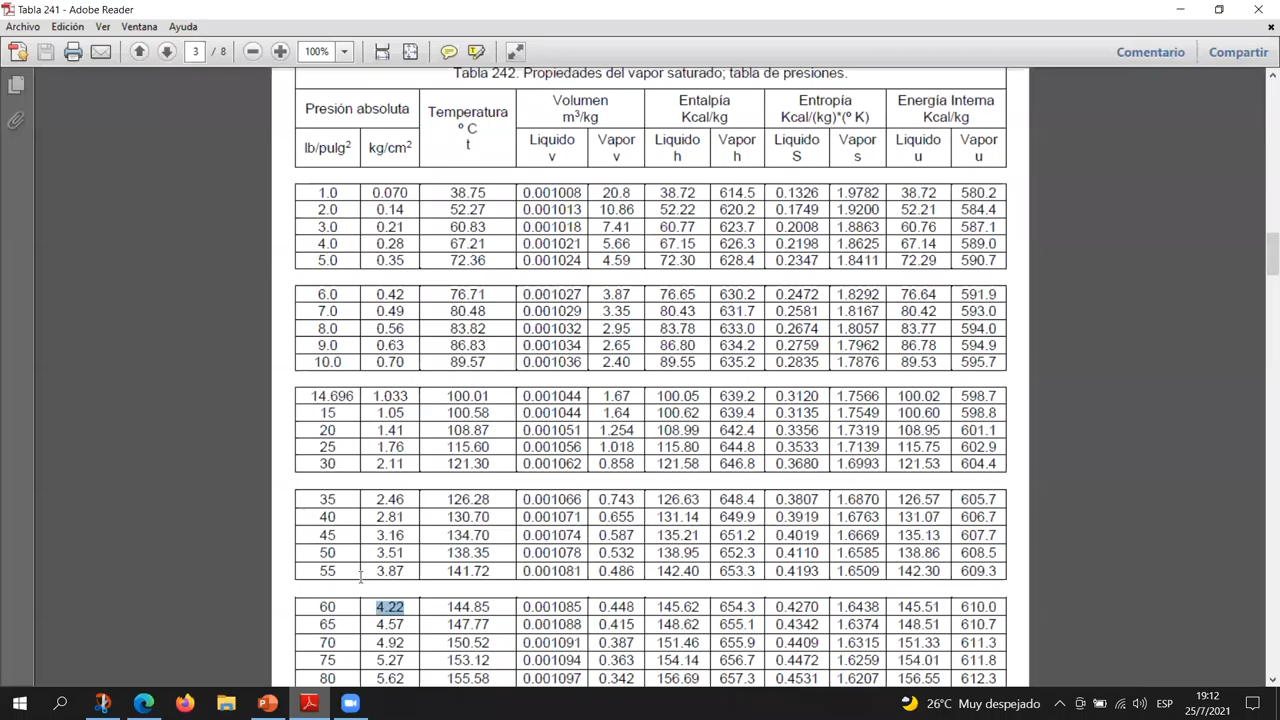 Tabla 241 - Adobe Reader
Archivo Edición Ver Ventana Ayuda
3 / 8 100% Comentario Compartir
Tabla 242. Propiedades del vapor saturado; tabla de presiones.
Presión absoluta Temperatura º C t Volumen m³/kg Entalpía Kcal/kg Entropía Kcal/(kg)*(º K) Energía Interna Kcal/kg
lb/pulg² kg/cm² Liquido v Vapor v Liquido h Vapor h Liquido S Vapor s Liquido u Vapor u
1.0 0.070 38.75 0.001008 20.8 38.72 614.5 0.1326 1.9782 38.72 580.2
2.0 0.14 52.27 0.001013 10.86 52.22 620.2 0.1749 1.9200 52.21 584.4
3.0 0.21 60.83 0.001018 7.41 60.77 623.7 0.2008 1.8863 60.76 587.1
4.0 0.28 67.21 0.001021 5.66 67.15 626.3 0.2198 1.8625 67.14 589.0
5.0 0.35 72.36 0.001024 4.59 72.30 628.4 0.2347 1.8411 72.29 590.7
6.0 0.42 76.71 0.001027 3.87 76.65 630.2 0.2472 1.8292 76.64 591.9
7.0 0.49 80.48 0.001029 3.35 80.43 631.7 0.2581 1.8167 80.42 593.0
8.0 0.56 83.82 0.001032 2.95 83.78 633.0 0.2674 1.8057 83.77 594.0
9.0 0.63 86.83 0.001034 2.65 86.80 634.2 0.2759 1.7962 86.78 594.9
10.0 0.70 89.57 0.001036 2.40 89.55 635.2 0.2835 1.7876 89.53 595.7
14.696 1.033 100.01 0.001044 1.67 100.05 639.2 0.3120 1.7566 100.02 598.7
15 1.05 100.58 0.001044 1.64 100.62 639.4 0.3135 1.7549 100.60 598.8
20 1.41 108.87 0.001051 1.254 108.99 642.4 0.3356 1.7319 108.95 601.1
25 1.76 115.60 0.001056 1.018 115.80 644.8 0.3533 1.7139 115.75 602.9
30 2.11 121.30 0.001062 0.858 121.58 646.8 0.3680 1.6993 121.53 604.4
35 2.46 126.28 0.001066 0.743 126.63 648.4 0.3807 1.6870 126.57 605.7
40 2.81 130.70 0.001071 0.655 131.14 649.9 0.3919 1.6763 131.07 606.7
45 3.16 134.70 0.001074 0.587 135.21 651.2 0.4019 1.6669 135.13 607.7
50 3.51 138.35 0.001078 0.532 138.95 652.3 0.4110 1.6585 138.86 608.5
55 3.87 141.72 0.001081 0.486 142.40 653.3 0.4193 1.6509 142.30 609.3
60 4.22 144.85 0.001085 0.448 145.62 654.3 0.4270 1.6438 145.51 610.0
65 4.57 147.77 0.001088 0.415 148.62 655.1 0.4342 1.6374 148.51 610.7
70 4.92 150.52 0.001091 0.387 151.46 655.9 0.4409 1.6315 151.33 611.3
75 5.27 153.12 0.001094 0.363 154.14 656.7 0.4472 1.6259 154.01 611.8
80 5.62 155.58 0.001097 0.342 156.69 657.3 0.4531 1.6207 156.55 612.3
26°C Muy despejado ESP 19:12
25/7/2021